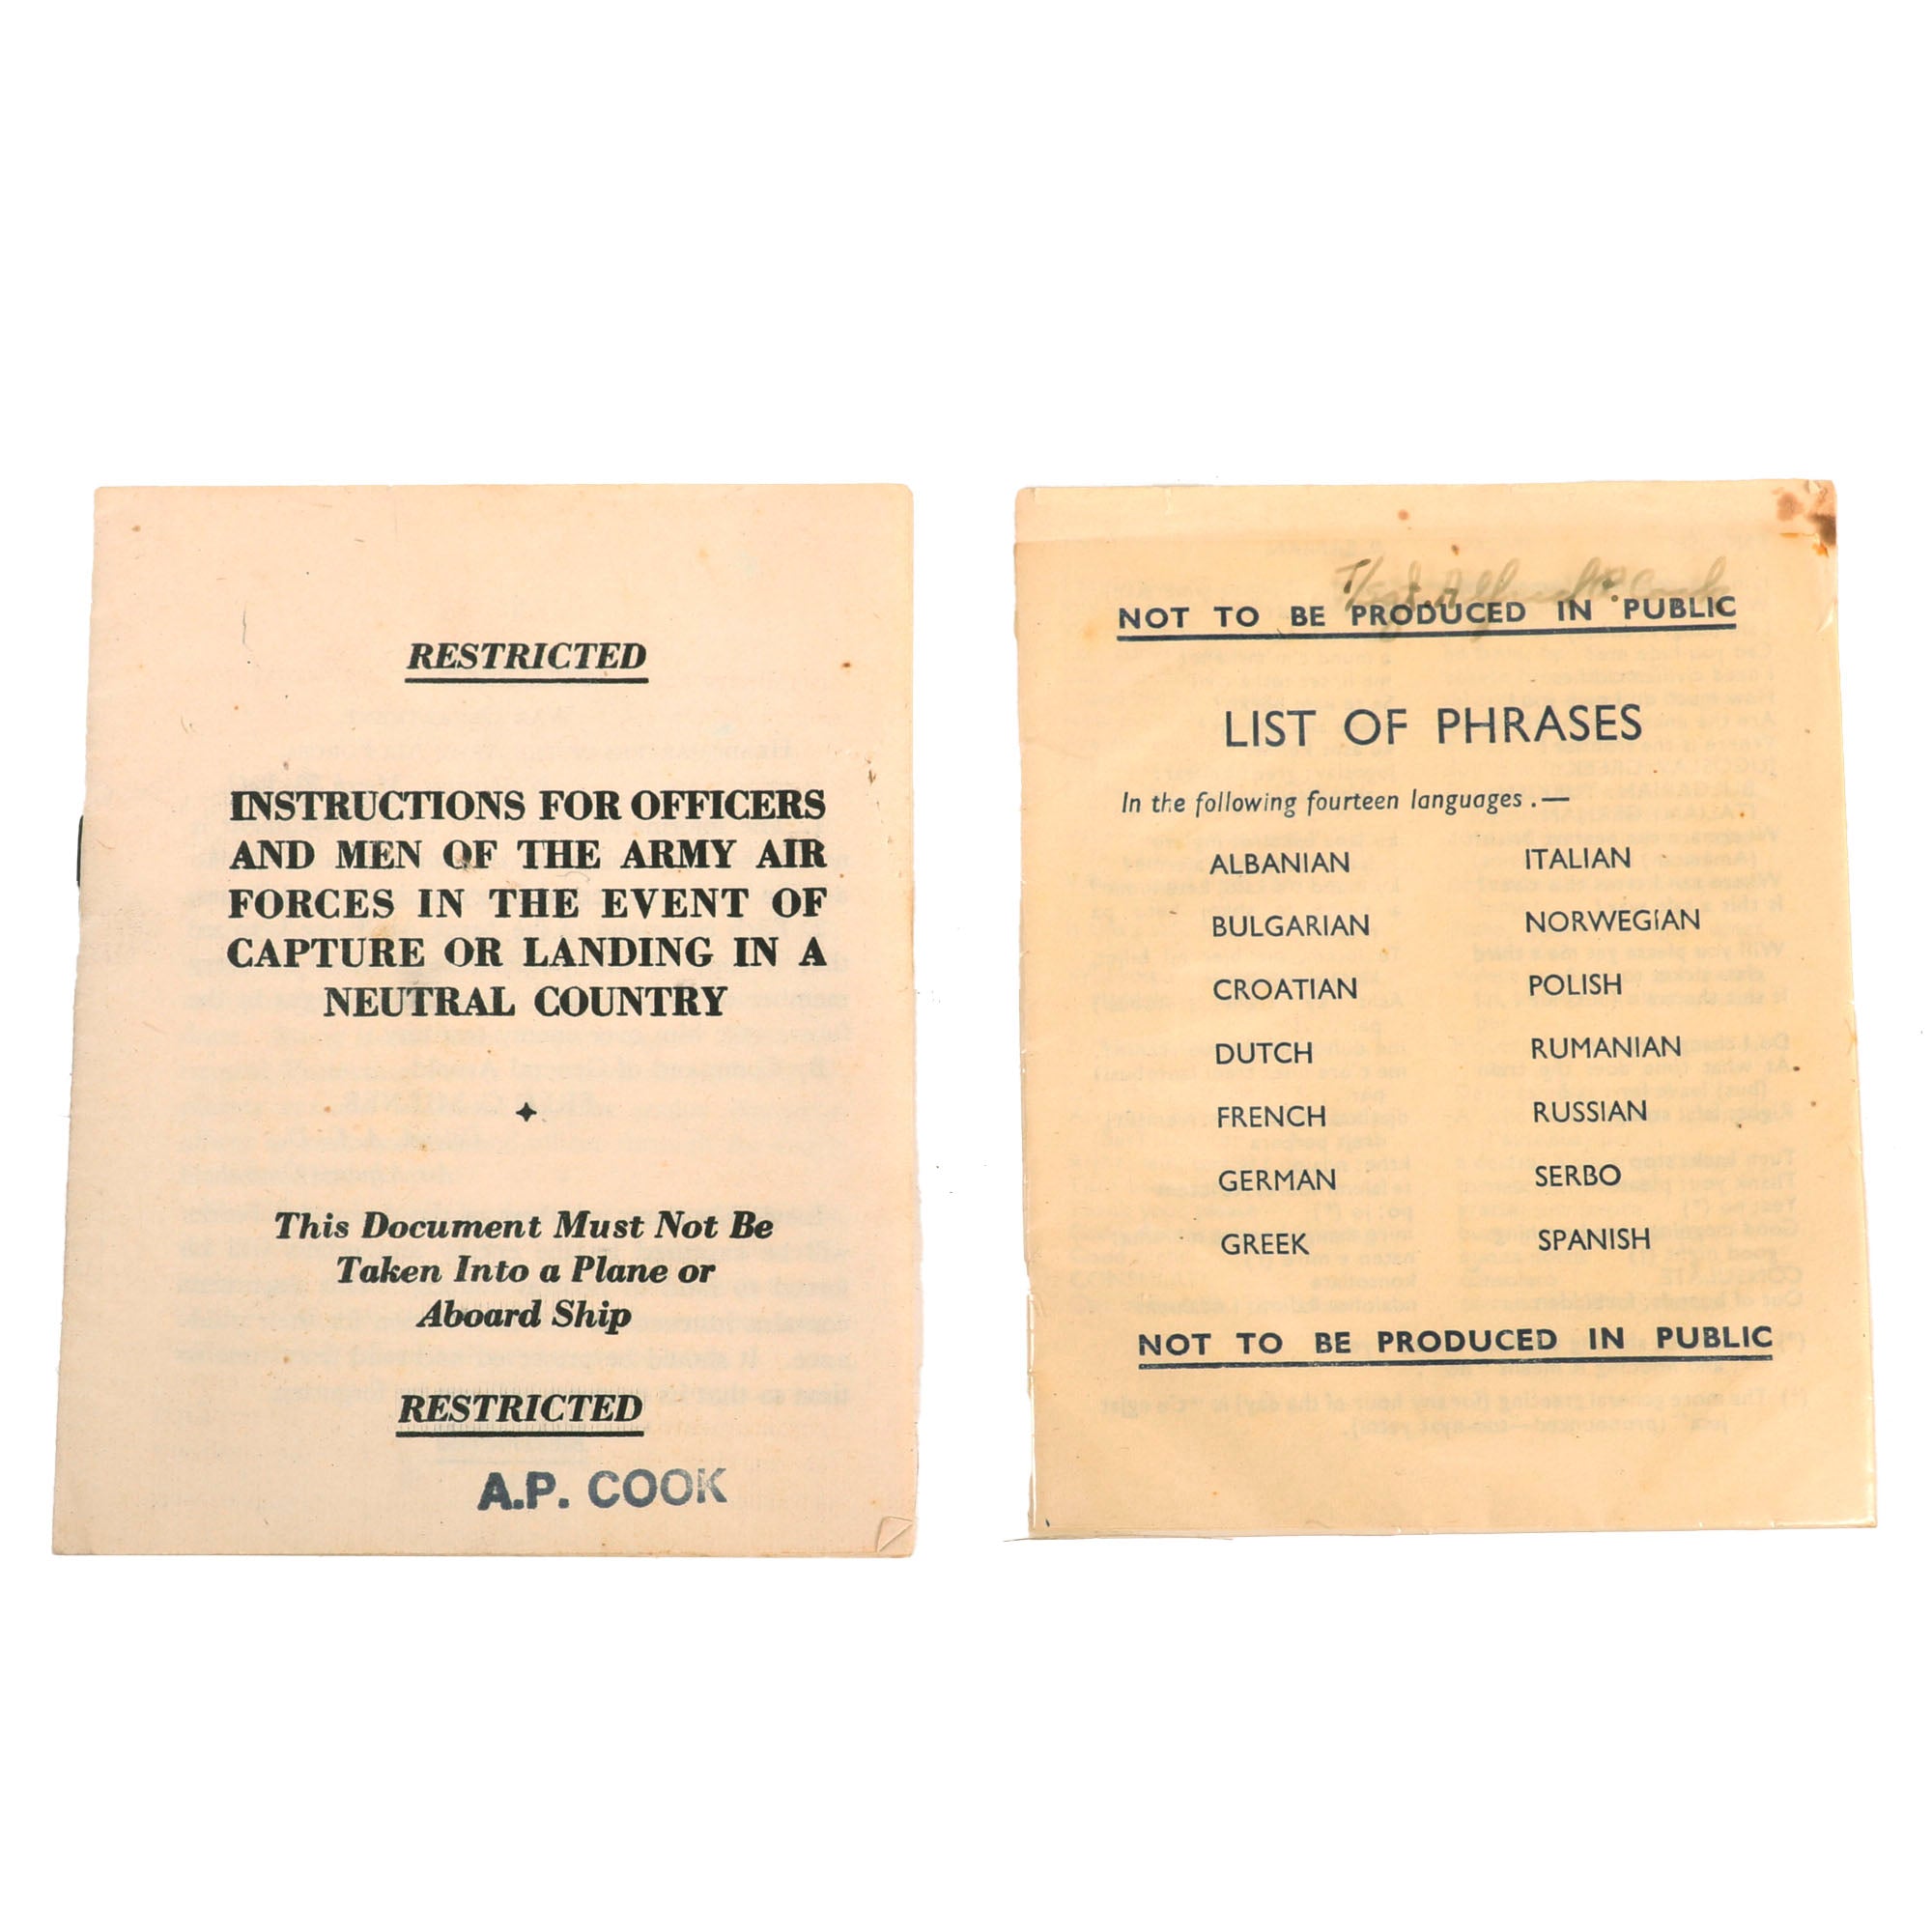 RESTRICTED
INSTRUCTIONS FOR OFFICERS
AND MEN OF THE ARMY AIR
FORCES IN THE EVENT OF
CAPTURE OR LANDING IN A
NEUTRAL COUNTRY
This Document Must Not Be
Taken Into a Plane or
Aboard Ship
RESTRICTED
A.P. COOK
T/Sgt Alfred P. Cook
NOT TO BE PRODUCED IN PUBLIC
LIST OF PHRASES
In the following fourteen languages .—
ALBANIAN ITALIAN
BULGARIAN NORWEGIAN
CROATIAN POLISH
DUTCH RUMANIAN
FRENCH RUSSIAN
GERMAN SERBO
GREEK SPANISH
NOT TO BE PRODUCED IN PUBLIC